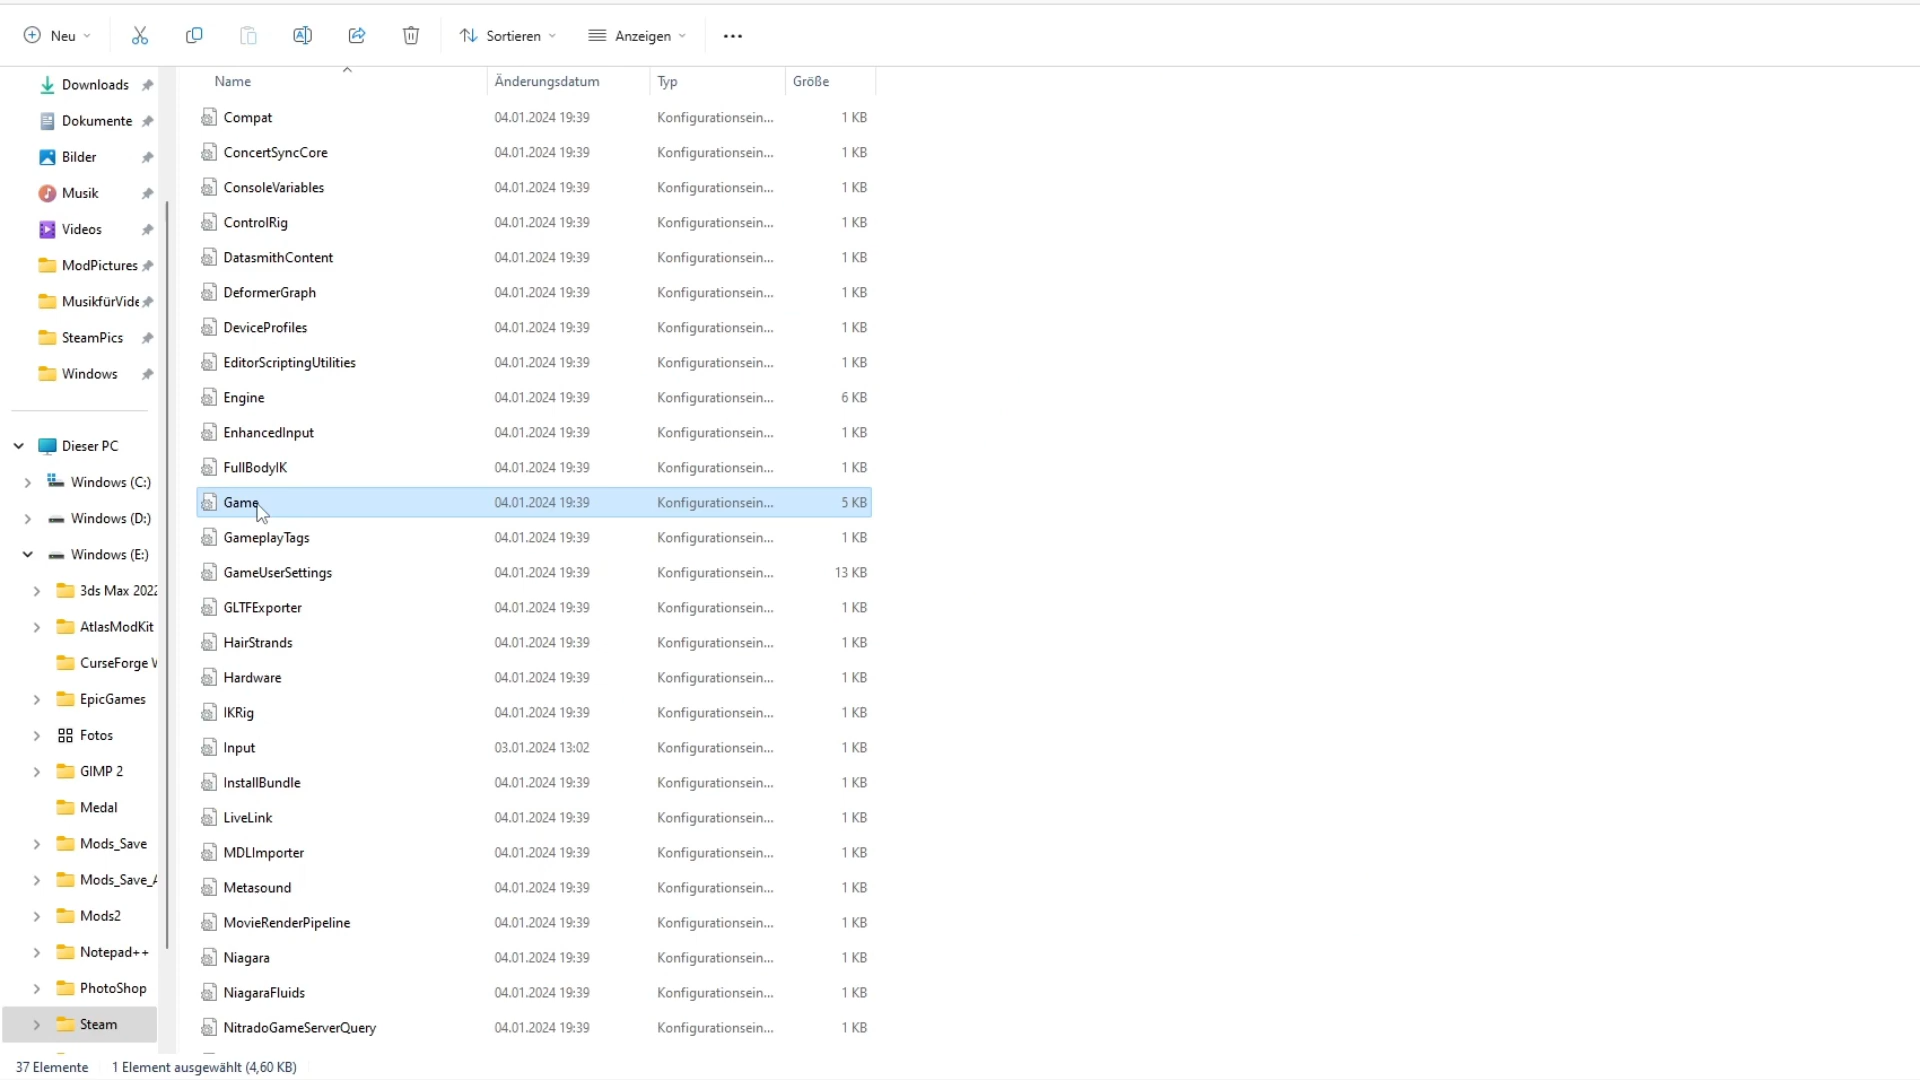 Neu
Sortieren
Anzeigen
Downloads
Dokumente
Bilder
Musik
Videos
ModPictures
MusikfürVide
SteamPics
Windows
Dieser PC
Windows (C:)
Windows (D:)
Windows (E:)
3ds Max 2022
AtlasModKit
CurseForge W
EpicGames
Fotos
GIMP 2
Medal
Mods_Save
Mods_Save_A
Mods2
Notepad++
PhotoShop
Steam
Name Änderungsdatum Typ Größe
Compat 04.01.2024 19:39 Konfigurationsein... 1 KB
ConcertSyncCore 04.01.2024 19:39 Konfigurationsein... 1 KB
ConsoleVariables 04.01.2024 19:39 Konfigurationsein... 1 KB
ControlRig 04.01.2024 19:39 Konfigurationsein... 1 KB
DatasmithContent 04.01.2024 19:39 Konfigurationsein... 1 KB
DeformerGraph 04.01.2024 19:39 Konfigurationsein... 1 KB
DeviceProfiles 04.01.2024 19:39 Konfigurationsein... 1 KB
EditorScriptingUtilities 04.01.2024 19:39 Konfigurationsein... 1 KB
Engine 04.01.2024 19:39 Konfigurationsein... 6 KB
EnhancedInput 04.01.2024 19:39 Konfigurationsein... 1 KB
FullBodyIK 04.01.2024 19:39 Konfigurationsein... 1 KB
Game 04.01.2024 19:39 Konfigurationsein... 5 KB
GameplayTags 04.01.2024 19:39 Konfigurationsein... 1 KB
GameUserSettings 04.01.2024 19:39 Konfigurationsein... 13 KB
GLTFExporter 04.01.2024 19:39 Konfigurationsein... 1 KB
HairStrands 04.01.2024 19:39 Konfigurationsein... 1 KB
Hardware 04.01.2024 19:39 Konfigurationsein... 1 KB
IKRig 04.01.2024 19:39 Konfigurationsein... 1 KB
Input 03.01.2024 13:02 Konfigurationsein... 1 KB
InstallBundle 04.01.2024 19:39 Konfigurationsein... 1 KB
LiveLink 04.01.2024 19:39 Konfigurationsein... 1 KB
MDLImporter 04.01.2024 19:39 Konfigurationsein... 1 KB
Metasound 04.01.2024 19:39 Konfigurationsein... 1 KB
MovieRenderPipeline 04.01.2024 19:39 Konfigurationsein... 1 KB
Niagara 04.01.2024 19:39 Konfigurationsein... 1 KB
NiagaraFluids 04.01.2024 19:39 Konfigurationsein... 1 KB
NitradoGameServerQuery 04.01.2024 19:39 Konfigurationsein... 1 KB
37 Elemente 1 Element ausgewählt (4,60 KB)